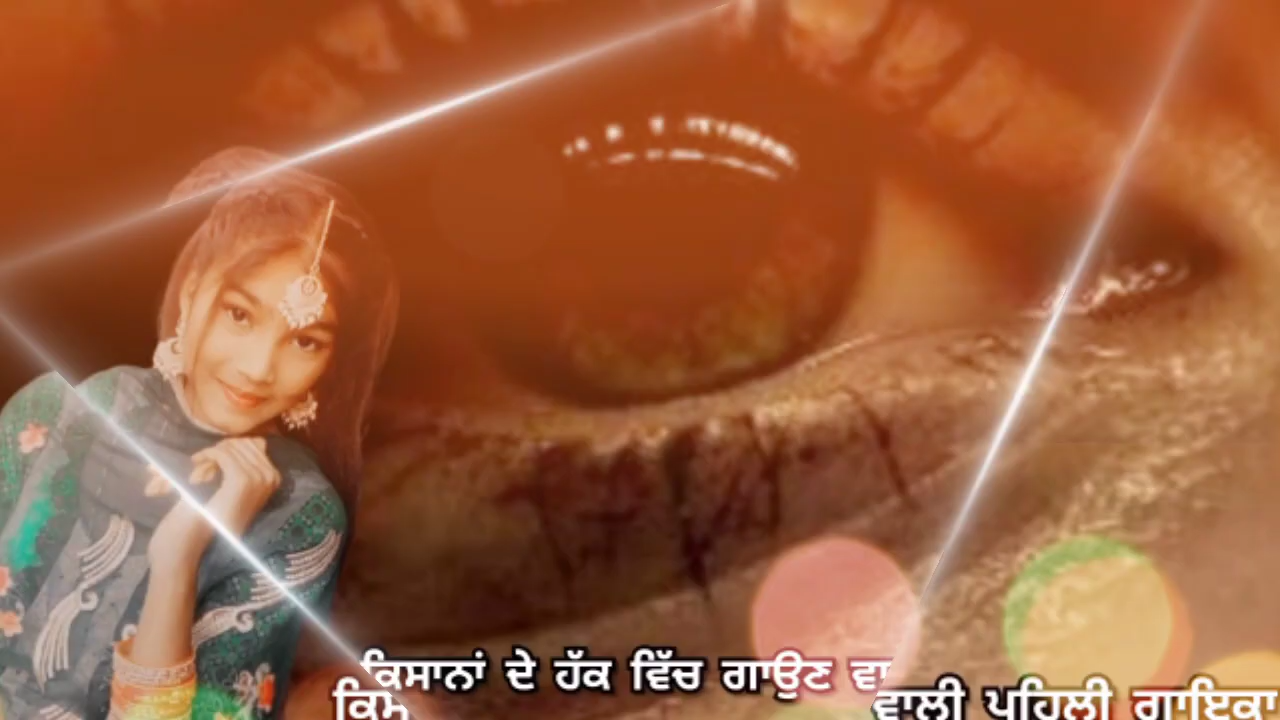 ਕਿਸਾਨਾਂ ਦੇ ਹੱਕ ਵਿੱਚ ਗਾਉਣ ਵਾ
ਕਿਸ ਵਾਲੀ ਪਹਿਲੀ ਗਾਇਕਾ